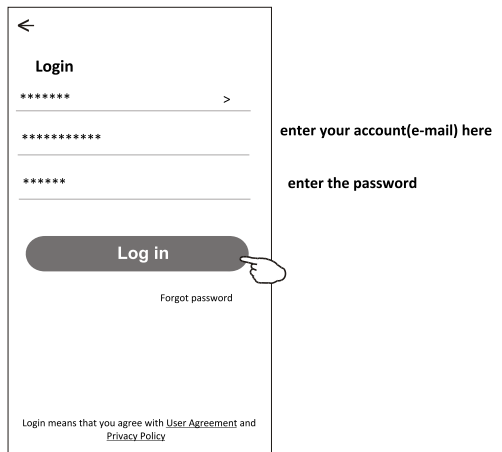 Login
******* >
***********
enter your account(e-mail) here
******
enter the password
Log in
Forgot password
Login means that you agree with User Agreement and
Privacy Policy